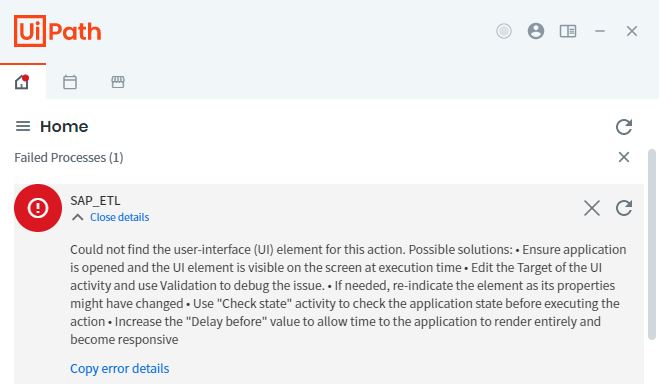 UiPath
Home
Failed Processes (1)
SAP_ETL
Close details
Could not find the user-interface (UI) element for this action. Possible solutions: • Ensure application
is opened and the UI element is visible on the screen at execution time • Edit the Target of the UI
activity and use Validation to debug the issue. • If needed, re-indicate the element as its properties
might have changed • Use "Check state" activity to check the application state before executing the
action • Increase the "Delay before" value to allow time to the application to render entirely and
become responsive
Copy error details